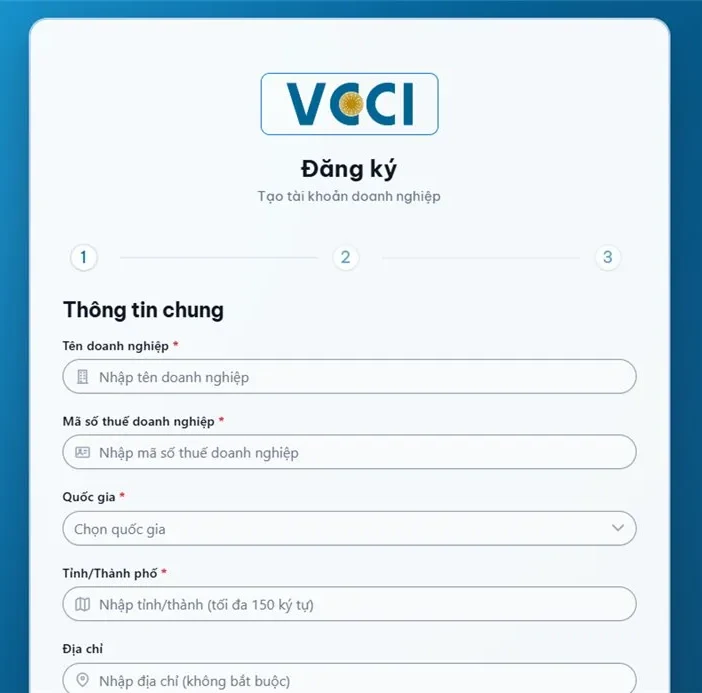 VCCI
Đăng ký
Tạo tài khoản doanh nghiệp
1 2 3
Thông tin chung
Tên doanh nghiệp *
Nhập tên doanh nghiệp
Mã số thuế doanh nghiệp *
Nhập mã số thuế doanh nghiệp
Quốc gia *
Chọn quốc gia
Tỉnh/Thành phố *
Nhập tỉnh/thành (tối đa 150 ký tự)
Địa chỉ
Nhập địa chỉ (không bắt buộc)